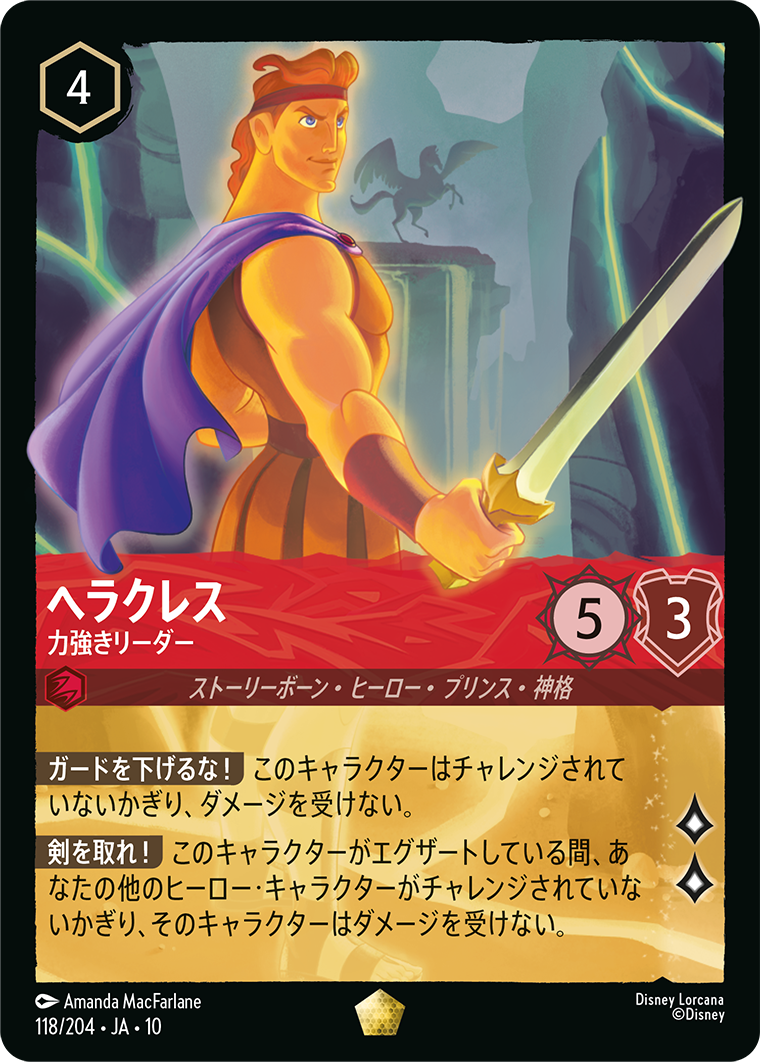 4
ヘラクレス
力強きリーダー
5
3
ストーリーボーン・ヒーロー・プリンス・神格
ガードを下げるな! このキャラクターはチャレンジされて
いないかぎり、ダメージを受けない。
剣を取れ! このキャラクターがエグザートしている間、あ
なたの他のヒーロー・キャラクターがチャレンジされていな
いかぎり、そのキャラクターはダメージを受けない。
Amanda MacFarlane
118/204 • JA • 10
Disney Lorcana
©Disney